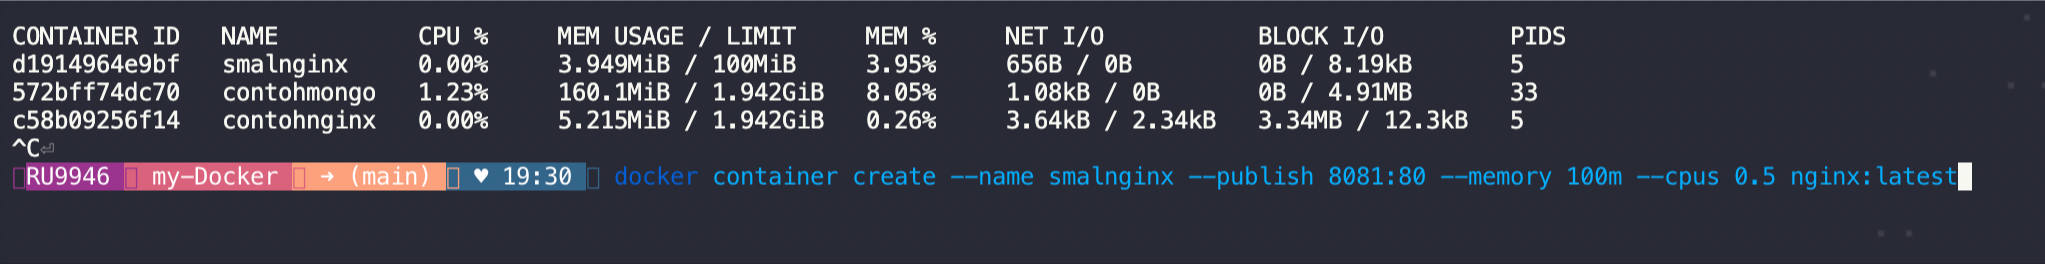 CONTAINER ID   NAME          CPU %     MEM USAGE / LIMIT     MEM %     NET I/O           BLOCK I/O         PIDS
d1914964e9bf   smalnginx     0.00%     3.949MiB / 100MiB     3.95%     656B / 0B         0B / 8.19kB       5
572bff74dc70   contohmongo   1.23%     160.1MiB / 1.942GiB   8.05%     1.08kB / 0B       0B / 4.91MB       33
c58b09256f14   contohnginx   0.00%     5.215MiB / 1.942GiB   0.26%     3.64kB / 2.34kB   3.34MB / 12.3kB   5
^C⏎
RU9946 my-Docker → (main) ♥ 19:30 docker container create --name smalnginx --publish 8081:80 --memory 100m --cpus 0.5 nginx:latest